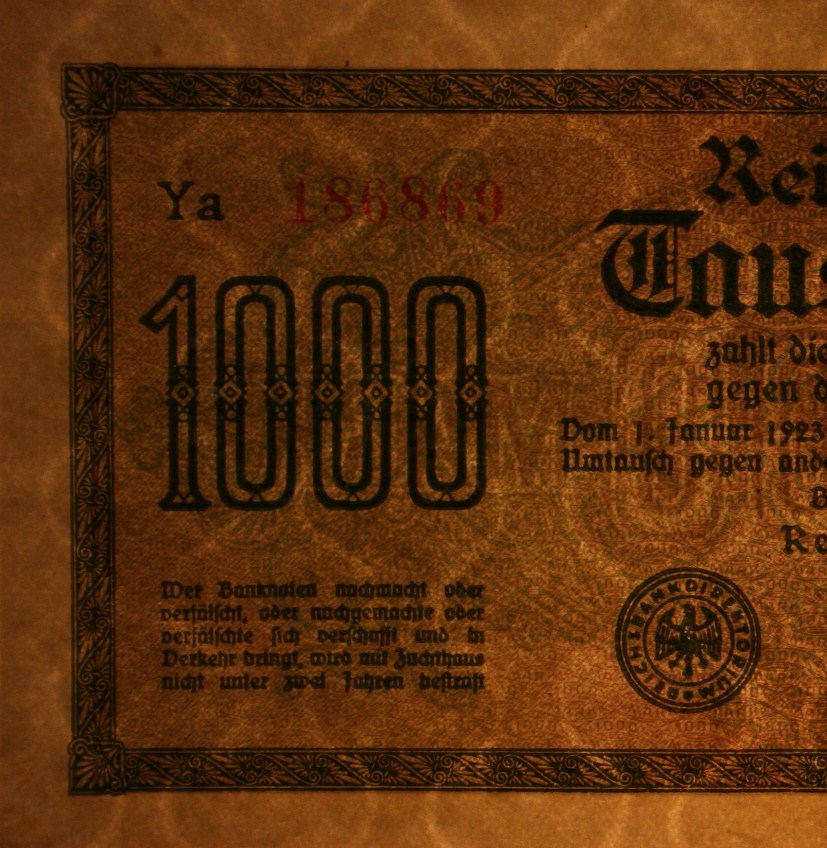 Rei
Ya 186869
Taus
1000
zahlt die
gegen d
Vom 1. Januar 1923
Umtausch gegen ande
B
Re
Wer Banknoten nachmacht oder
verfälscht, oder nachgemachte oder
verfälschte sich verschafft und in
Verkehr bringt, wird mit Zuchthaus
nicht unter zwei Jahren bestraft
REICHSBANKDIREKTORIUM